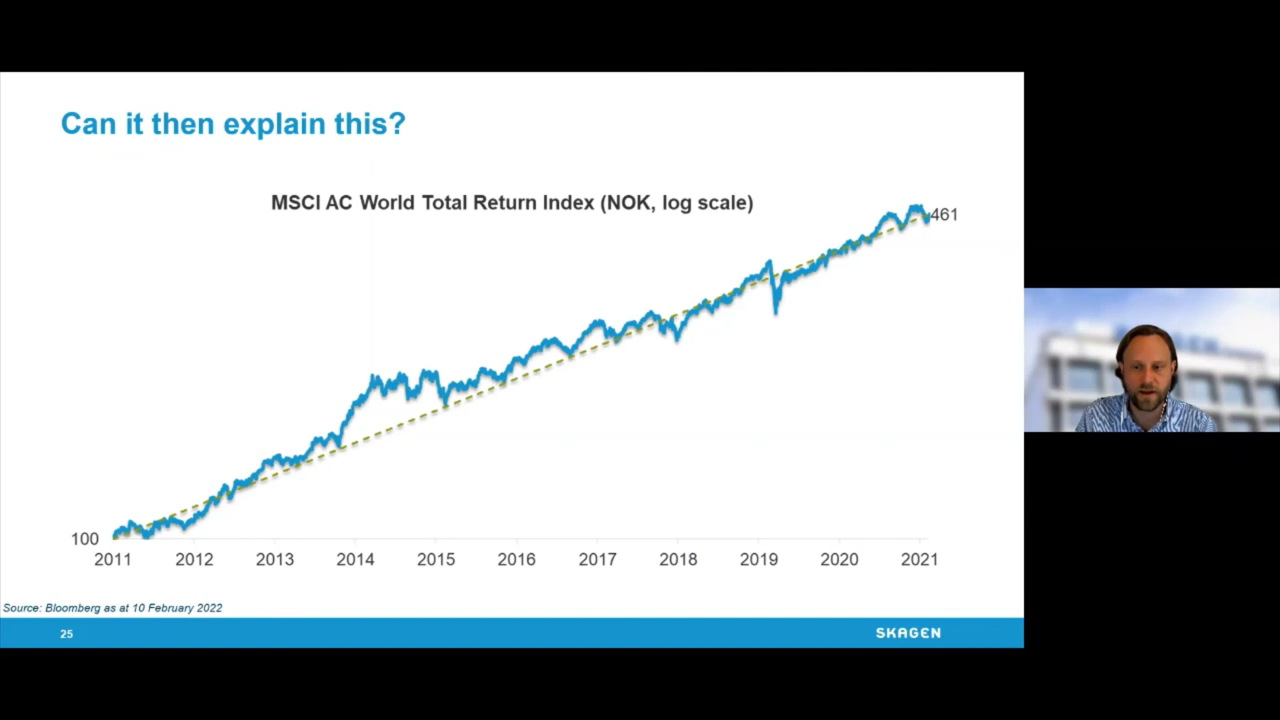 Can it then explain this?
MSCI AC World Total Return Index (NOK, log scale)
461
100
2011 2012 2013 2014 2015 2016 2017 2018 2019 2020 2021
Source: Bloomberg as at 10 February 2022
25
SKAGEN